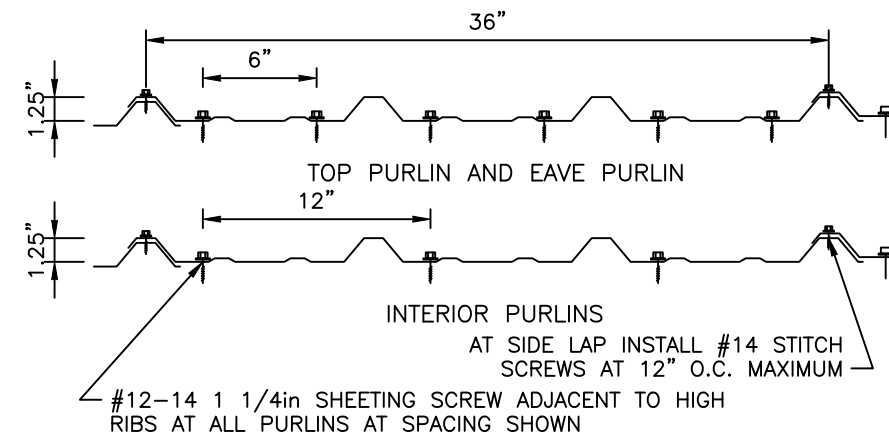 36”
6”
1.25”
TOP PURLIN AND EAVE PURLIN
12”
1.25”
INTERIOR PURLINS
AT SIDE LAP INSTALL #14 STITCH
SCREWS AT 12” O.C. MAXIMUM
#12-14 1 1/4in SHEETING SCREW ADJACENT TO HIGH
RIBS AT ALL PURLINS AT SPACING SHOWN